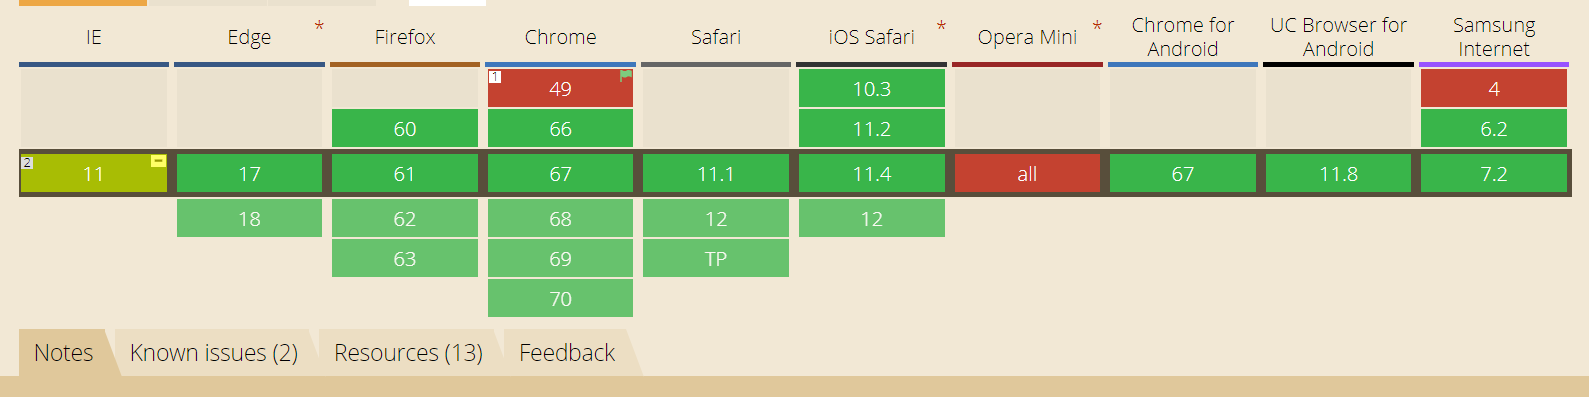 IE Edge * Firefox Chrome Safari iOS Safari * Opera Mini * Chrome for Android UC Browser for Android Samsung Internet
1 49 10.3 4
60 66 11.2 6.2
2 11 17 61 67 11.1 11.4 all 67 11.8 7.2
18 62 68 12 12
63 69 TP
70
Notes Known issues (2) Resources (13) Feedback